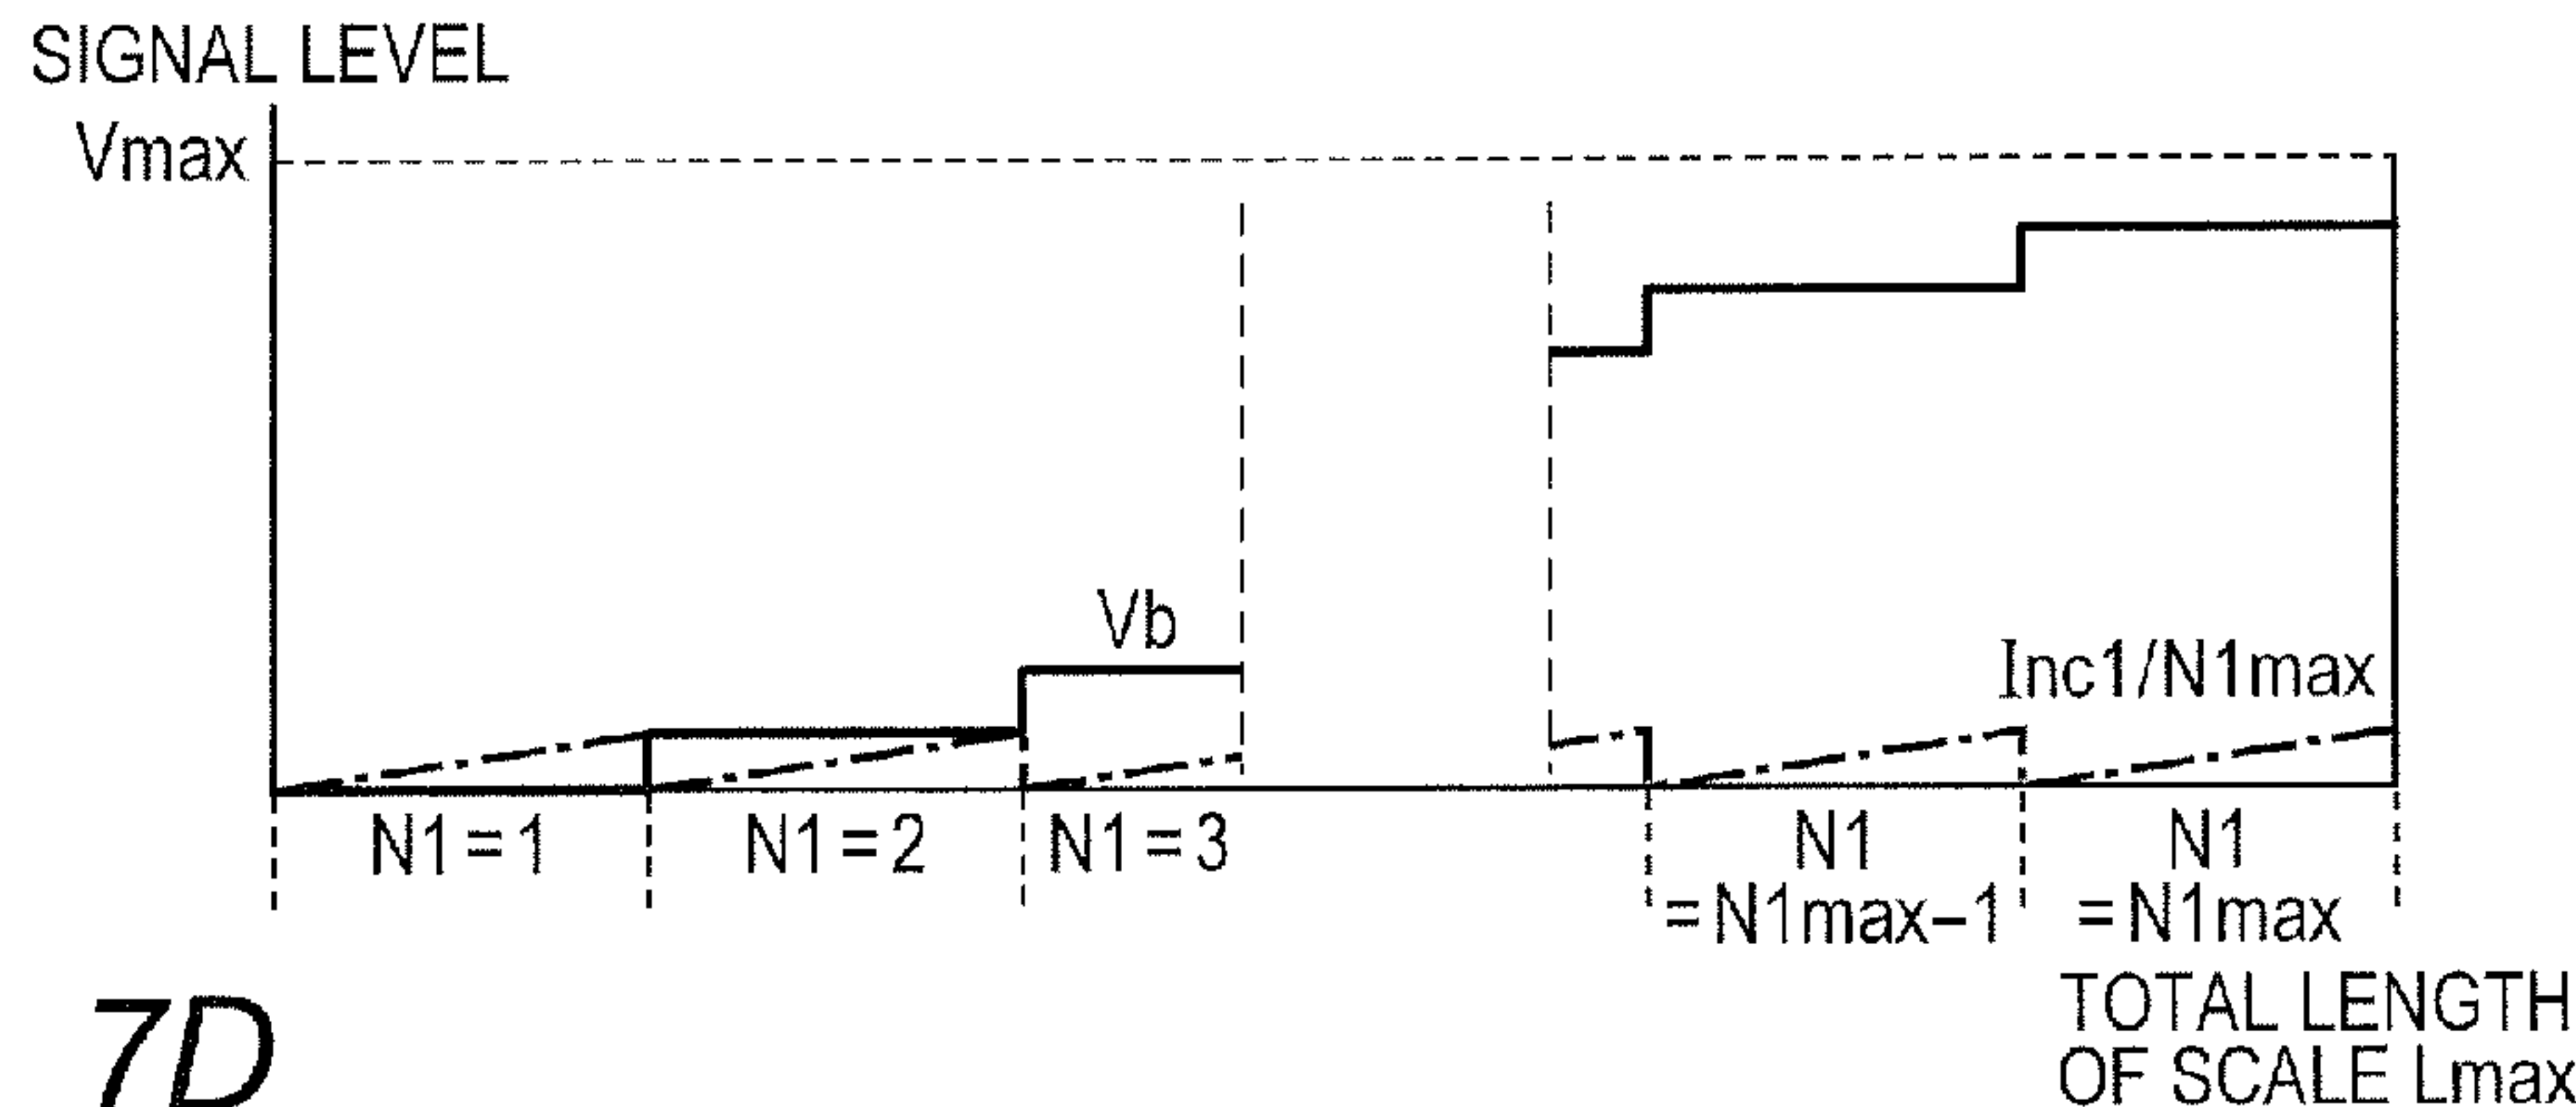 SIGNAL LEVEL
Vmax
Vb
Inc1/N1max
N1=1
N1=2
N1=3
N1
=N1max–1
N1
=N1max
TOTAL LENGTH
OF SCALE Lmax
7D